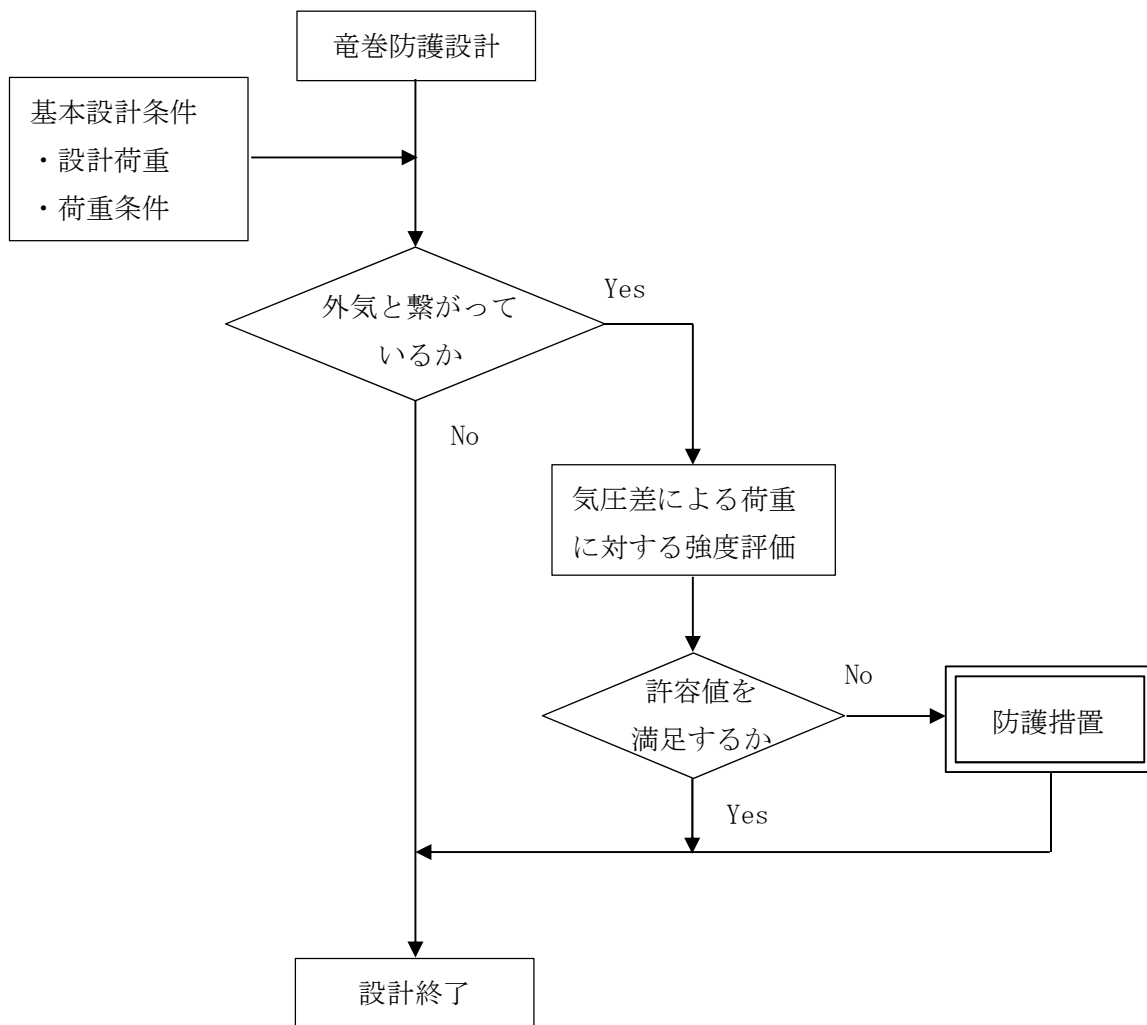 竜巻防護設計
基本設計条件
・設計荷重
・荷重条件
外気と繋がって
いるか
Yes
No
気圧差による荷重
に対する強度評価
許容値を
満足するか
No
防護措置
Yes
設計終了